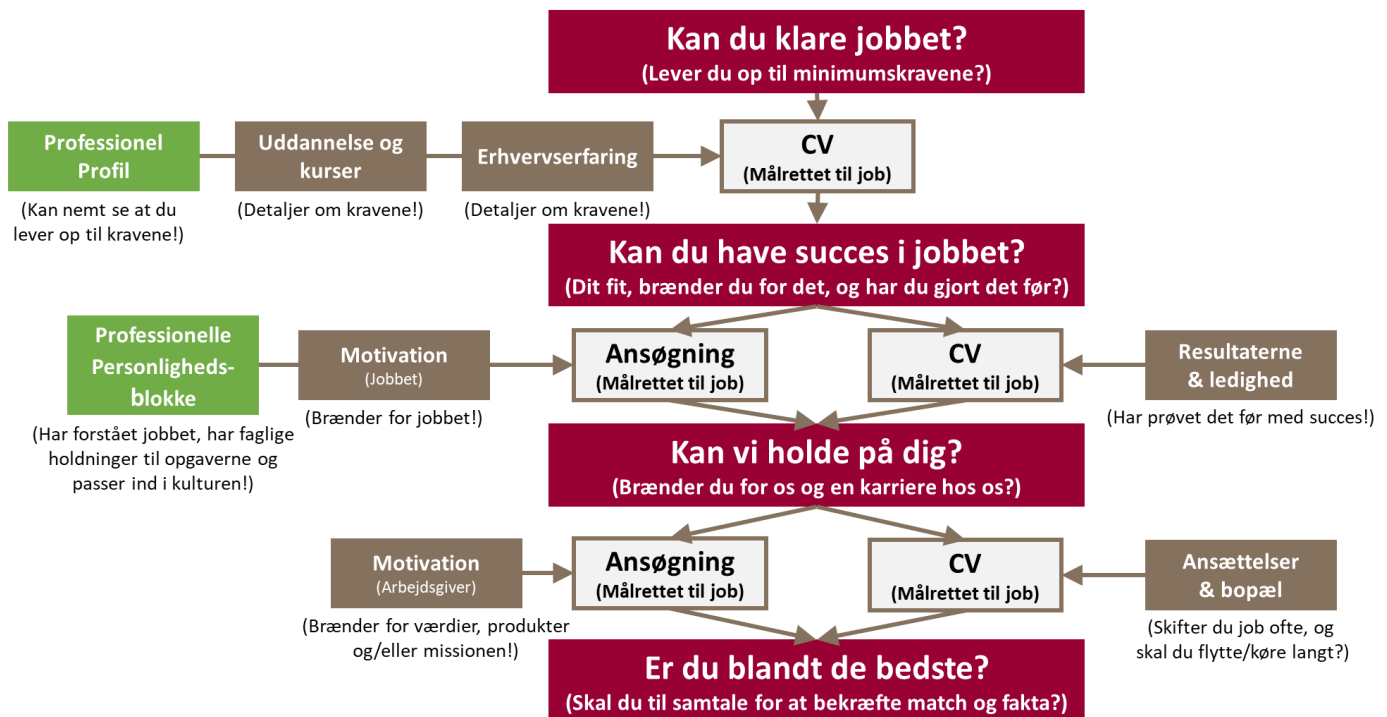 Kan du klare jobbet?
(Lever du op til minimumskravene?)
Professionel
Profil
(Kan nemt se at du
lever op til kravene!)
Uddannelse og
kurser
(Detaljer om kravene!)
Erhvervserfaring
(Detaljer om kravene!)
CV
(Målrettet til job)
Kan du have succes i jobbet?
(Dit fit, brænder du for det, og har du gjort det før?)
Professionelle
Personligheds-
blokke
(Har forstået jobbet, har faglige
holdninger til opgaverne og
passer ind i kulturen!)
Motivation
(Jobbet)
(Brænder for jobbet!)
Ansøgning
(Målrettet til job)
CV
(Målrettet til job)
Resultaterne
& ledighed
(Har prøvet det før med succes!)
Kan vi holde på dig?
(Brænder du for os og en karriere hos os?)
Motivation
(Arbejdsgiver)
(Brænder for værdier, produkter
og/eller missionen!)
Ansøgning
(Målrettet til job)
CV
(Målrettet til job)
Ansættelser
& bopæl
(Skifter du job ofte, og
skal du flytte/køre langt?)
Er du blandt de bedste?
(Skal du til samtale for at bekræfte match og fakta?)